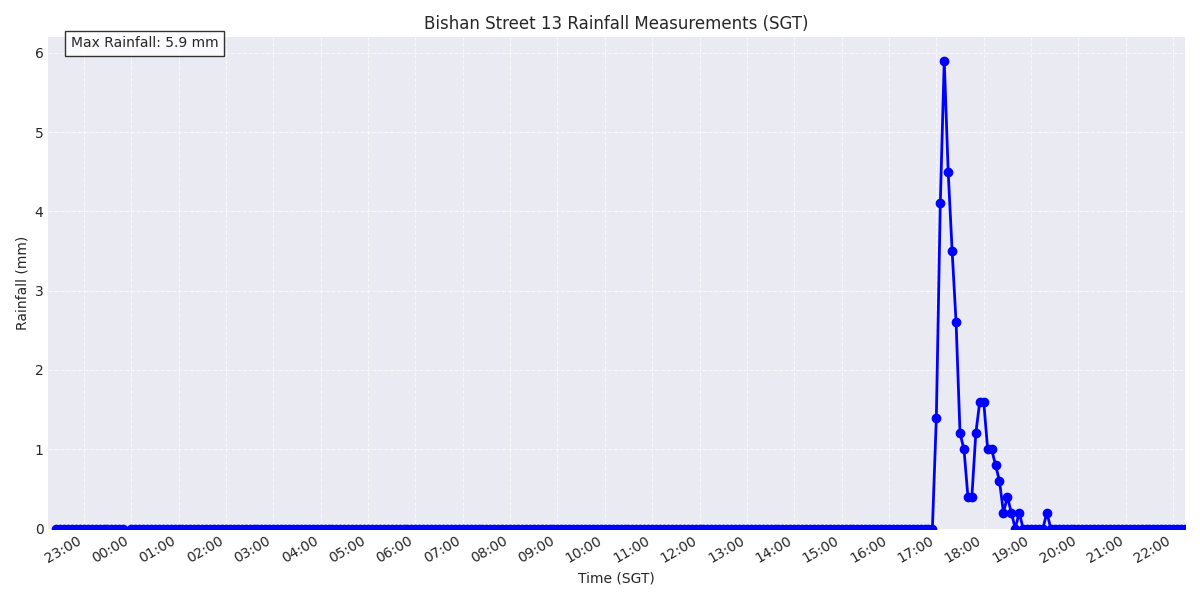 Bishan Street 13 Rainfall Measurements (SGT)
Max Rainfall: 5.9 mm
6
5
4
3
2
1
0
Rainfall (mm)
23:00 00:00 01:00 02:00 03:00 04:00 05:00 06:00 07:00 08:00 09:00 10:00 11:00 12:00 13:00 14:00 15:00 16:00 17:00 18:00 19:00 20:00 21:00 22:00
Time (SGT)